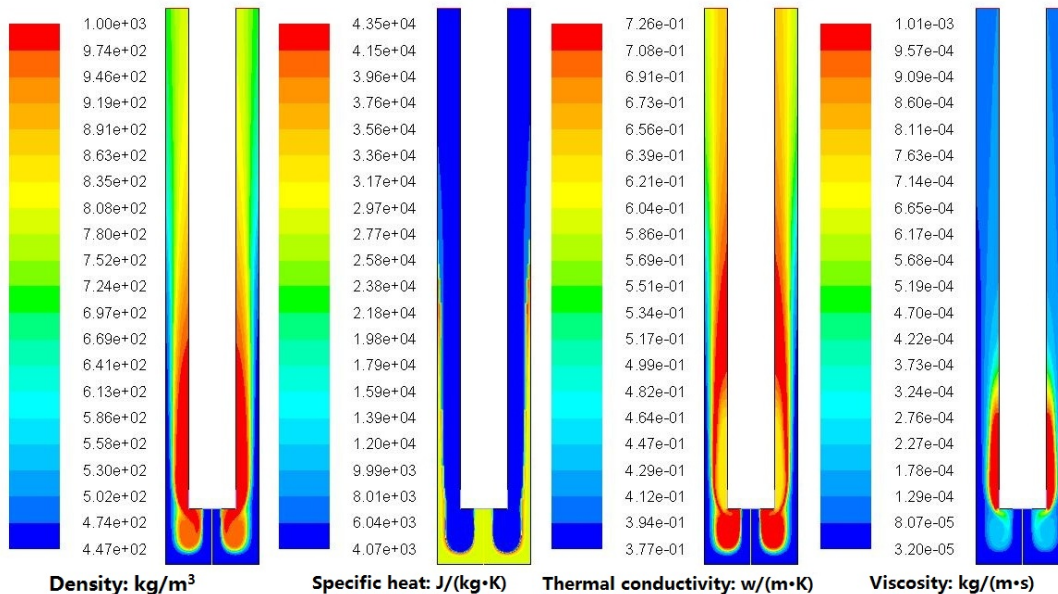 1.00e+03
9.74e+02
9.46e+02
9.19e+02
8.91e+02
8.63e+02
8.35e+02
8.08e+02
7.80e+02
7.52e+02
7.24e+02
6.97e+02
6.69e+02
6.41e+02
6.13e+02
5.86e+02
5.58e+02
5.30e+02
5.02e+02
4.74e+02
4.47e+02
Density: kg/m³
4.35e+04
4.15e+04
3.96e+04
3.76e+04
3.56e+04
3.36e+04
3.17e+04
2.97e+04
2.77e+04
2.58e+04
2.38e+04
2.18e+04
1.98e+04
1.79e+04
1.59e+04
1.39e+04
1.20e+04
9.99e+03
8.01e+03
6.04e+03
4.07e+03
Specific heat: J/(kg•K)
7.26e-01
7.08e-01
6.91e-01
6.73e-01
6.56e-01
6.39e-01
6.21e-01
6.04e-01
5.86e-01
5.69e-01
5.51e-01
5.34e-01
5.17e-01
4.99e-01
4.82e-01
4.64e-01
4.47e-01
4.29e-01
4.12e-01
3.94e-01
3.77e-01
Thermal conductivity: w/(m•K)
1.01e-03
9.57e-04
9.09e-04
8.60e-04
8.11e-04
7.63e-04
7.14e-04
6.65e-04
6.17e-04
5.68e-04
5.19e-04
4.70e-04
4.22e-04
3.73e-04
3.24e-04
2.76e-04
2.27e-04
1.78e-04
1.29e-04
8.07e-05
3.20e-05
Viscosity: kg/(m•s)